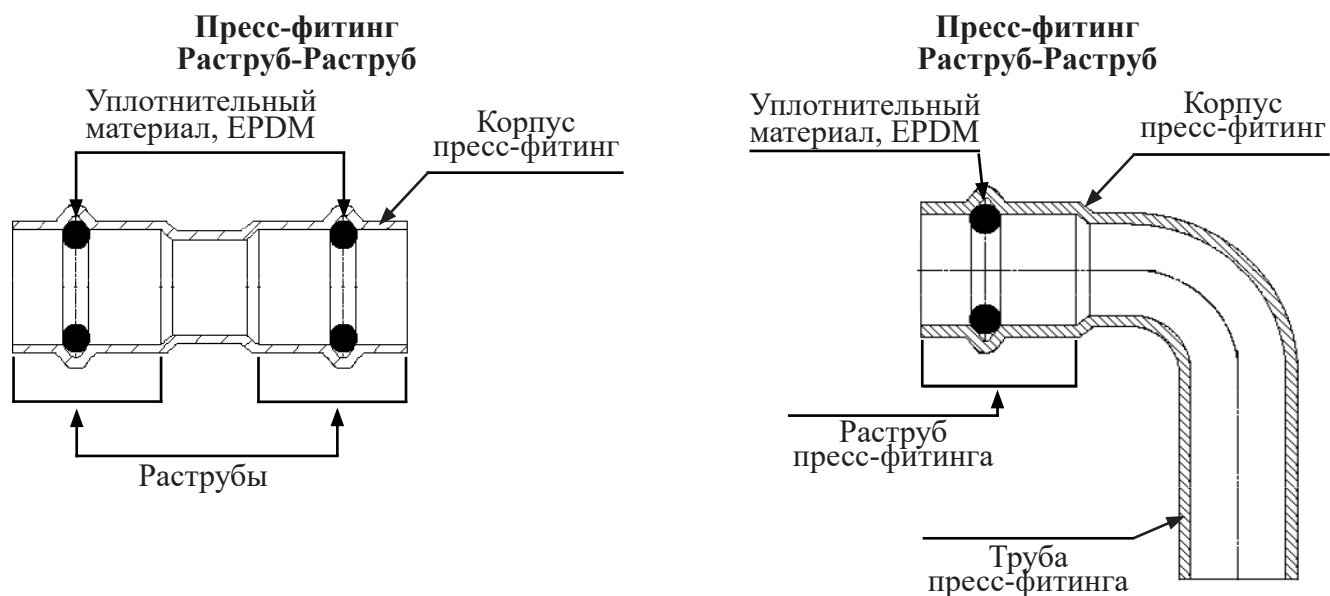 Пресс-фитинг
Раструб-Раструб
Уплотнительный
материал, EPDM
Корпус
пресс-фитинг
Раструбы
Пресс-фитинг
Раструб-Раструб
Уплотнительный
материал, EPDM
Корпус
пресс-фитинг
Раструб
пресс-фитинга
Труба
пресс-фитинга